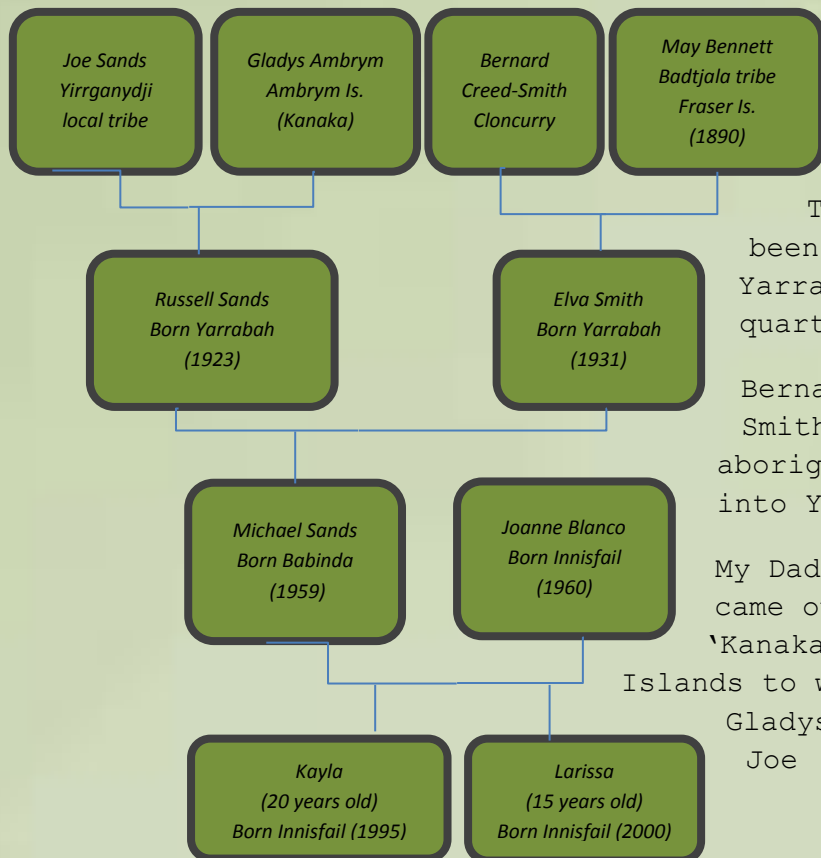 Joe Sands
Yirrganydji
local tribe
Gladys Ambrym
Ambrym Is.
(Kanaka)
Bernard
Creed-Smith
Cloncurry
May Bennett
Badtjala tribe
Fraser Is.
(1890)
Russell Sands
Born Yarrabah
(1923)
Elva Smith
Born Yarrabah
(1931)
Michael Sands
Born Babinda
(1959)
Joanne Blanco
Born Innisfail
(1960)
Kayla
(20 years old)
Born Innisfail (1995)
Larissa
(15 years old)
Born Innisfail (2000)
T
been
Yarra
quart
Berna
Smith
aborig
into Y
My Dad
came o
‘Kanaka
Islands to w
Gladys
Joe